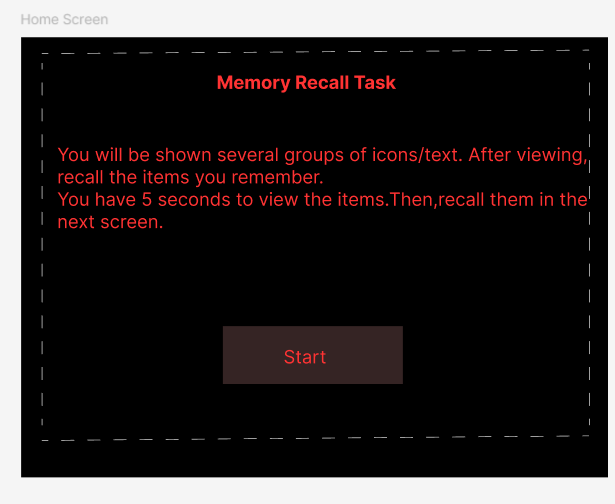 Home Screen
Memory Recall Task
You will be shown several groups of icons/text. After viewing,
recall the items you remember.
You have 5 seconds to view the items.Then,recall them in the
next screen.
Start